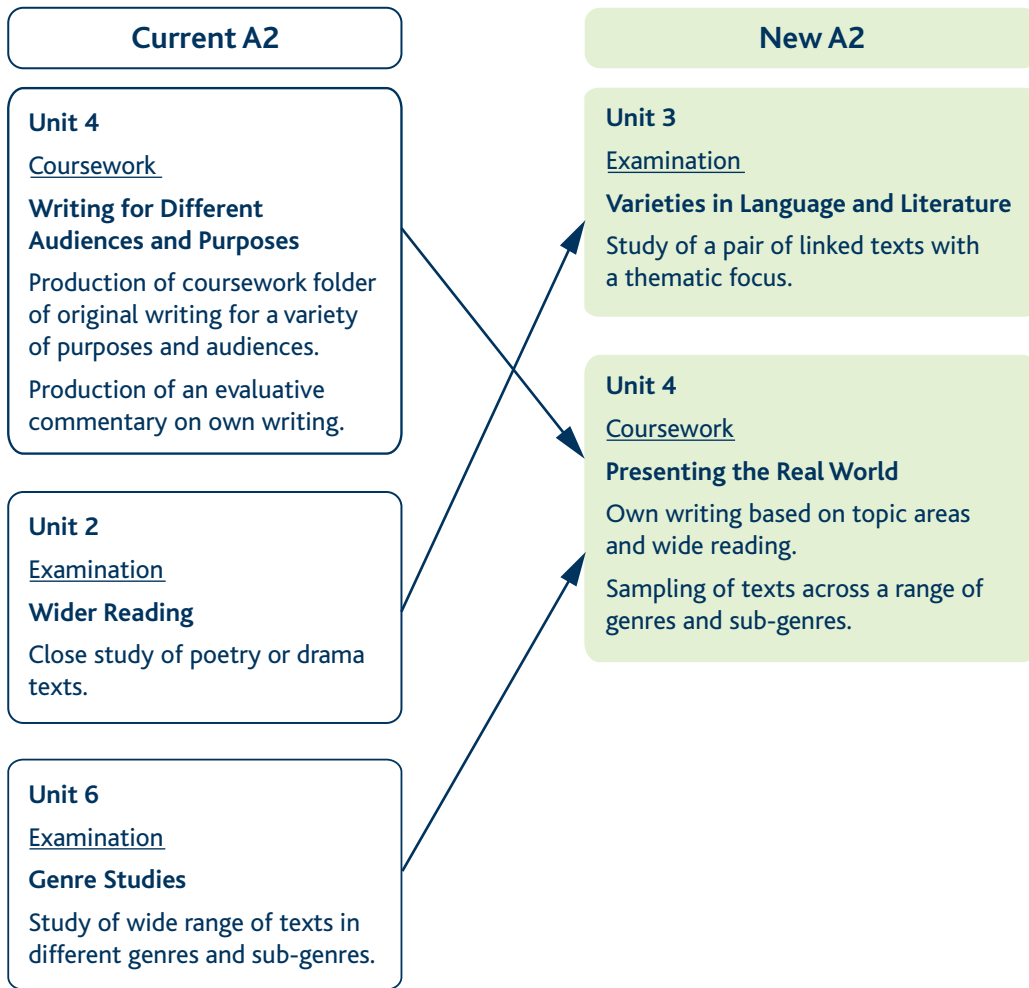 Current A2
Unit 4
Coursework
Writing for Different
Audiences and Purposes
Production of coursework folder
of original writing for a variety
of purposes and audiences.
Production of an evaluative
commentary on own writing.
Unit 2
Examination
Wider Reading
Close study of poetry or drama
texts.
Unit 6
Examination
Genre Studies
Study of wide range of texts in
different genres and sub-genres.
New A2
Unit 3
Examination
Varieties in Language and Literature
Study of a pair of linked texts with
a thematic focus.
Unit 4
Coursework
Presenting the Real World
Own writing based on topic areas
and wide reading.
Sampling of texts across a range of
genres and sub-genres.